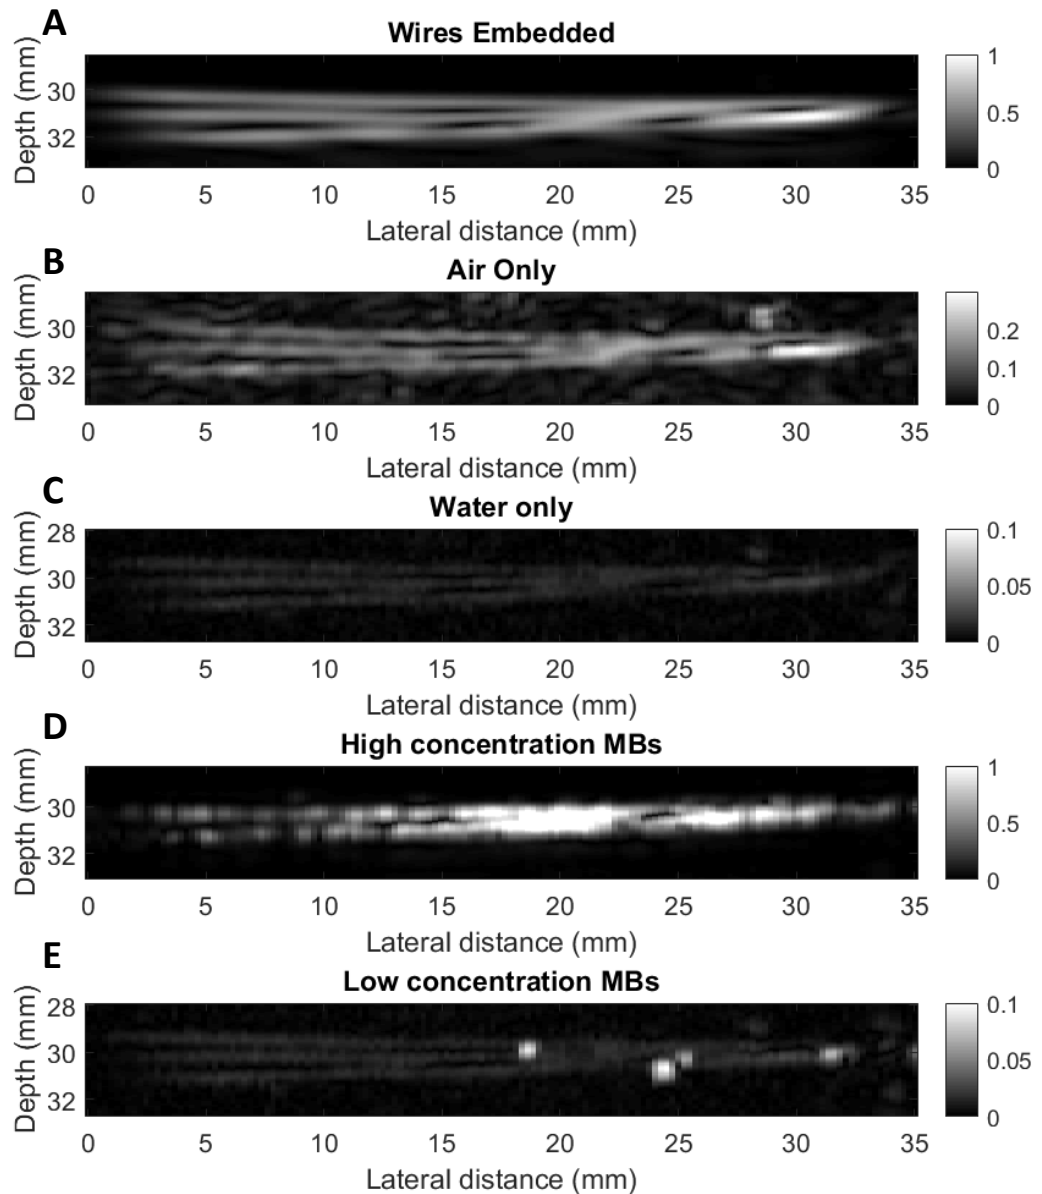 A
Wires Embedded
Depth (mm)
30
32
0 5 10 15 20 25 30 35
Lateral distance (mm)
1
0.5
0
B
Air Only
Depth (mm)
30
32
0 5 10 15 20 25 30 35
Lateral distance (mm)
0.2
0.1
0
C
Water only
Depth (mm)
28
30
32
0 5 10 15 20 25 30 35
Lateral distance (mm)
0.1
0.05
0
D
High concentration MBs
Depth (mm)
30
32
0 5 10 15 20 25 30 35
Lateral distance (mm)
1
0.5
0
E
Low concentration MBs
Depth (mm)
28
30
32
0 5 10 15 20 25 30 35
Lateral distance (mm)
0.1
0.05
0